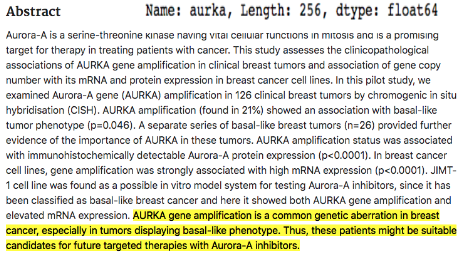 Abstract
Name: aurka, Length: 256, dtype: float64
Aurora-A is a serine-threonine kinase having vital cellular functions in mitosis and is a promising
target for therapy in treating patients with cancer. This study assesses the clinicopathological
associations of AURKA gene amplification in clinical breast tumors and association of gene copy
number with its mRNA and protein expression in breast cancer cell lines. In this pilot study, we
examined Aurora-A gene (AURKA) amplification in 126 clinical breast tumors by chromogenic in situ
hybridisation (CISH). AURKA amplification (found in 21%) showed an association with basal-like
tumor phenotype (p=0.046). A separate series of basal-like breast tumors (n=26) provided further
evidence of the importance of AURKA in these tumors. AURKA amplification status was associated
with immunohistochemically detectable Aurora-A protein expression (p<0.0001). In breast cancer
cell lines, gene amplification was strongly associated with high mRNA expression (p<0.0001). JIMT-
1 cell line was found as a possible in vitro model system for testing Aurora-A inhibitors, since it has
been classified as basal-like breast cancer and here it showed both AURKA gene amplification and
elevated mRNA expression. AURKA gene amplification is a common genetic aberration in breast
cancer, especially in tumors displaying basal-like phenotype. Thus, these patients might be suitable
candidates for future targeted therapies with Aurora-A inhibitors.